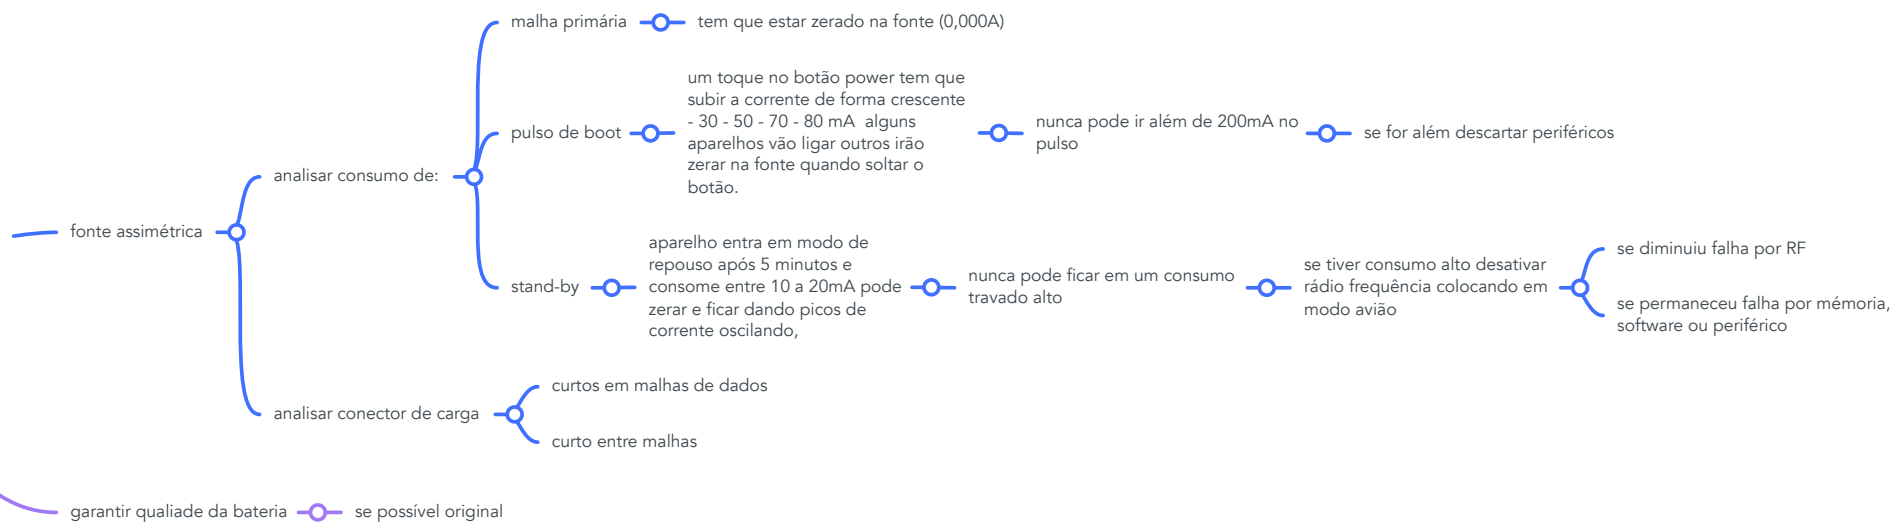 fonte assimétrica
analisar consumo de:
malha primária
tem que estar zerado na fonte (0,000A)
pulso de boot
um toque no botão power tem que
subir a corrente de forma crescente
- 30 - 50 - 70 - 80 mA  alguns
aparelhos vão ligar outros irão
zerar na fonte quando soltar o
botão.
nunca pode ir além de 200mA no
pulso
se for além descartar periféricos
stand-by
aparelho entra em modo de
repouso após 5 minutos e
consome entre 10 a 20mA pode
zerar e ficar dando picos de
corrente oscilando,
nunca pode ficar em um consumo
travado alto
se tiver consumo alto desativar
rádio frequência colocando em
modo avião
se diminuiu falha por RF
se permaneceu falha por mémoria,
software ou periférico
analisar conector de carga
curtos em malhas de dados
curto entre malhas
garantir qualiade da bateria
se possível original